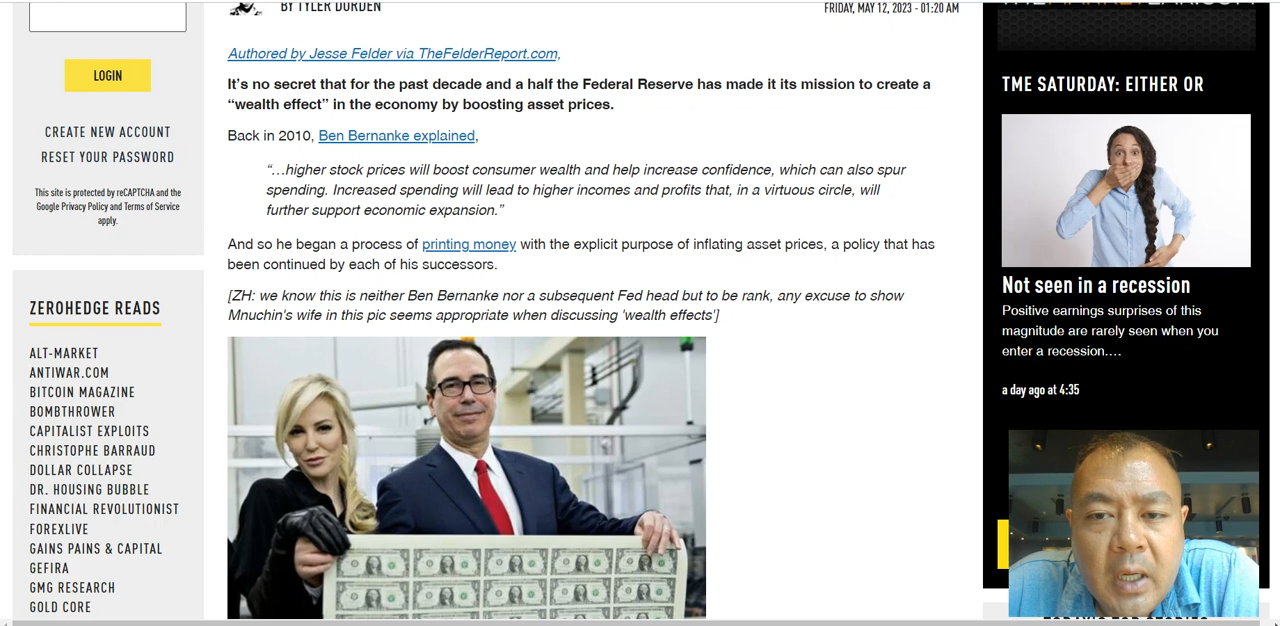 BY TYLER DURDEN
FRIDAY, MAY 12, 2023 - 01:20 AM
LOGIN
CREATE NEW ACCOUNT
RESET YOUR PASSWORD
This site is protected by reCAPTCHA and the
Google Privacy Policy and Terms of Service
apply.
ZEROHEDGE READS
ALT-MARKET
ANTIWAR.COM
BITCOIN MAGAZINE
BOMBTHROWER
CAPITALIST EXPLOITS
CHRISTOPHE BARRAUD
DOLLAR COLLAPSE
DR. HOUSING BUBBLE
FINANCIAL REVOLUTIONIST
FOREXLIVE
GAINS PAINS & CAPITAL
GEFIRA
GMG RESEARCH
GOLD CORE
Authored by Jesse Felder via TheFelderReport.com,
It’s no secret that for the past decade and a half the Federal Reserve has made it its mission to create a
“wealth effect” in the economy by boosting asset prices.
Back in 2010, Ben Bernanke explained,
“…higher stock prices will boost consumer wealth and help increase confidence, which can also spur
spending. Increased spending will lead to higher incomes and profits that, in a virtuous circle, will
further support economic expansion.”
And so he began a process of printing money with the explicit purpose of inflating asset prices, a policy that has
been continued by each of his successors.
[ZH: we know this is neither Ben Bernanke nor a subsequent Fed head but to be rank, any excuse to show
Mnuchin's wife in this pic seems appropriate when discussing 'wealth effects']
TME SATURDAY: EITHER OR
Not seen in a recession
Positive earnings surprises of this
magnitude are rarely seen when you
enter a recession.…
a day ago at 4:35